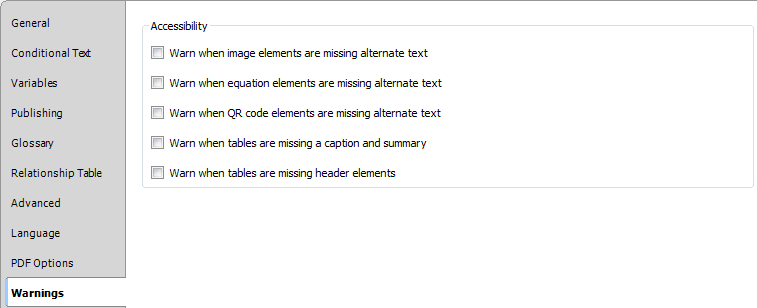 General
Conditional Text
Variables
Publishing
Glossary
Relationship Table
Advanced
Language
PDF Options
Warnings
Accessibility
Warn when image elements are missing alternate text
Warn when equation elements are missing alternate text
Warn when QR code elements are missing alternate text
Warn when tables are missing a caption and summary
Warn when tables are missing header elements